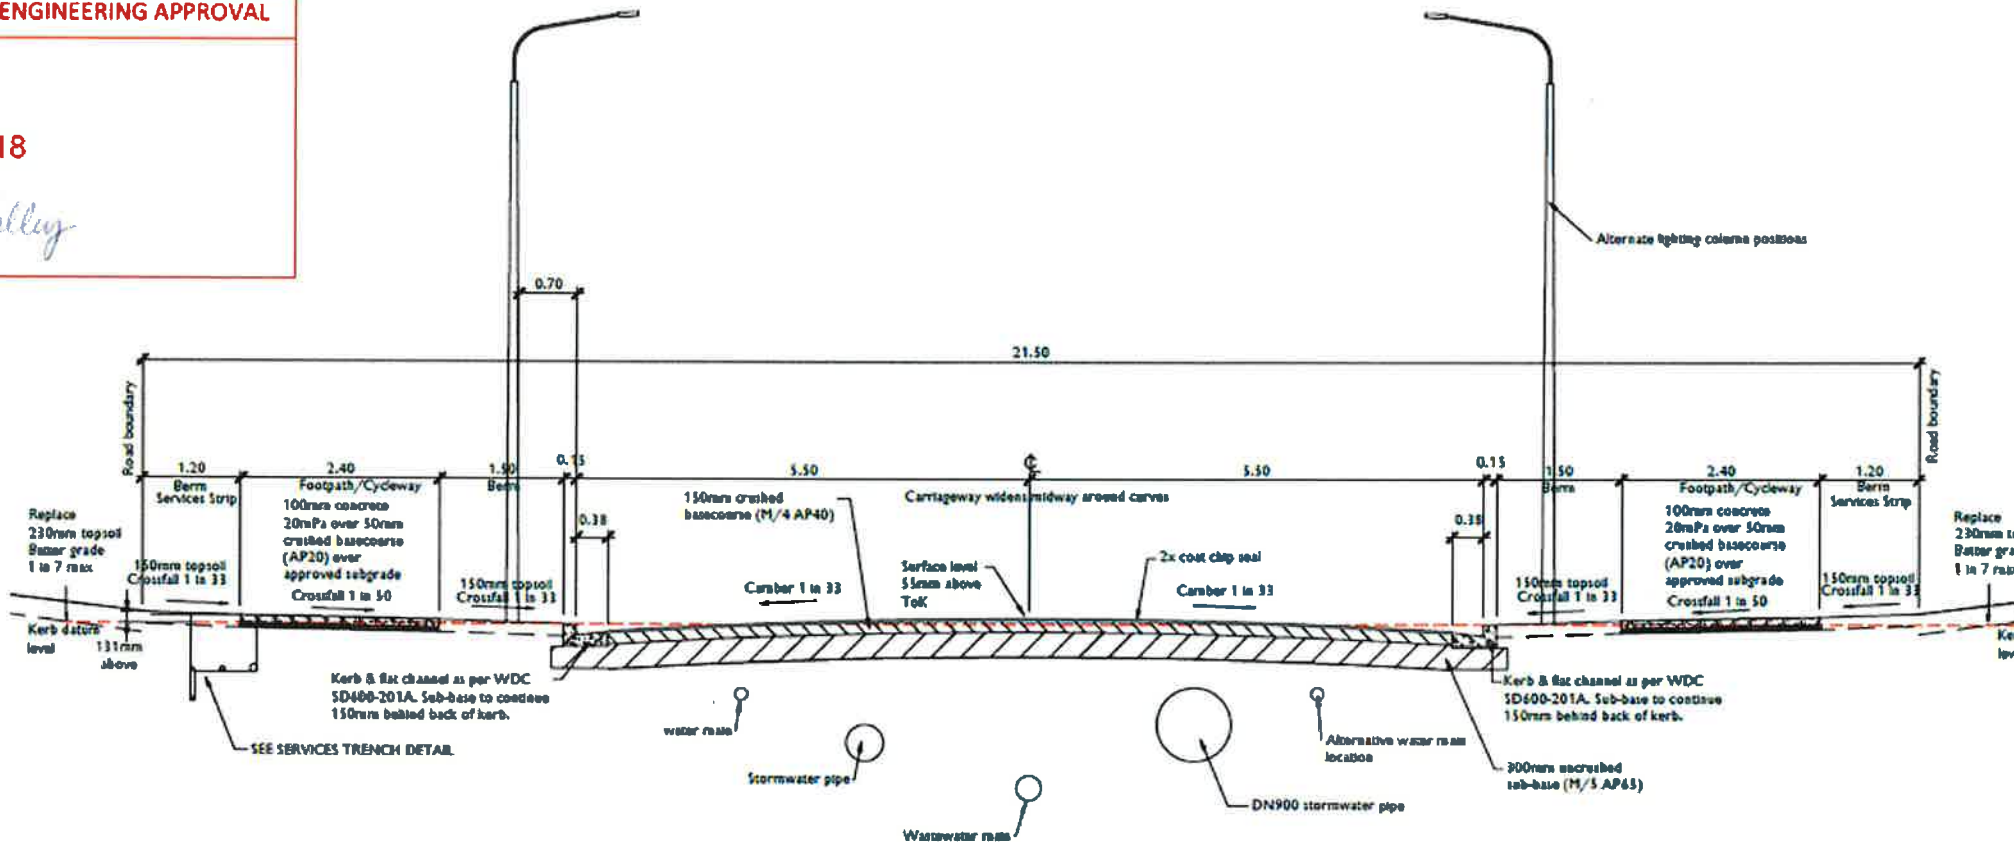 ENGINEERING APPROVAL
18
Alternate lighting column positions
0.70
21.50
Road boundary
Road boundary
1.20
2.40
1.50
0.15
5.50
5.50
0.15
1.50
2.40
1.20
Berm
Services Strip
Footpath/Cycleway
Berm
Carriageway widens midway around curves
Berm
Footpath/Cycleway
Berm
Services Strip
100mm concrete
20mPa over 50mm
crushed basecourse
(AP20) over
approved subgrade
Crossfall 1 in 50
Replace
230mm topsoil
Batter grade
1 in 7 max
150mm topsoil
Crossfall 1 in 33
150mm topsoil
Crossfall 1 in 33
150mm crushed
basecourse (M/4 AP40)
0.38
0.38
Camber 1 in 33
Surface level
55mm above
ToK
2x coat chip seal
Camber 1 in 33
100mm concrete
20mPa over 50mm
crushed basecourse
(AP20) over
approved subgrade
Crossfall 1 in 50
150mm topsoil
Crossfall 1 in 33
150mm topsoil
Crossfall 1 in 33
Replace
230mm to
Batter gra
1 in 7 max
Kerb datum
level
131mm
above
Ke
lev
Kerb & flat channel as per WDC
SD600-201A. Sub-base to continue
150mm behind back of kerb.
SEE SERVICES TRENCH DETAIL
water main
Stormwater pipe
Wastewater main
DN900 stormwater pipe
Alternative water main
location
Kerb & flat channel as per WDC
SD600-201A. Sub-base to continue
150mm behind back of kerb.
300mm uncrushed
sub-base (M/5 AP65)